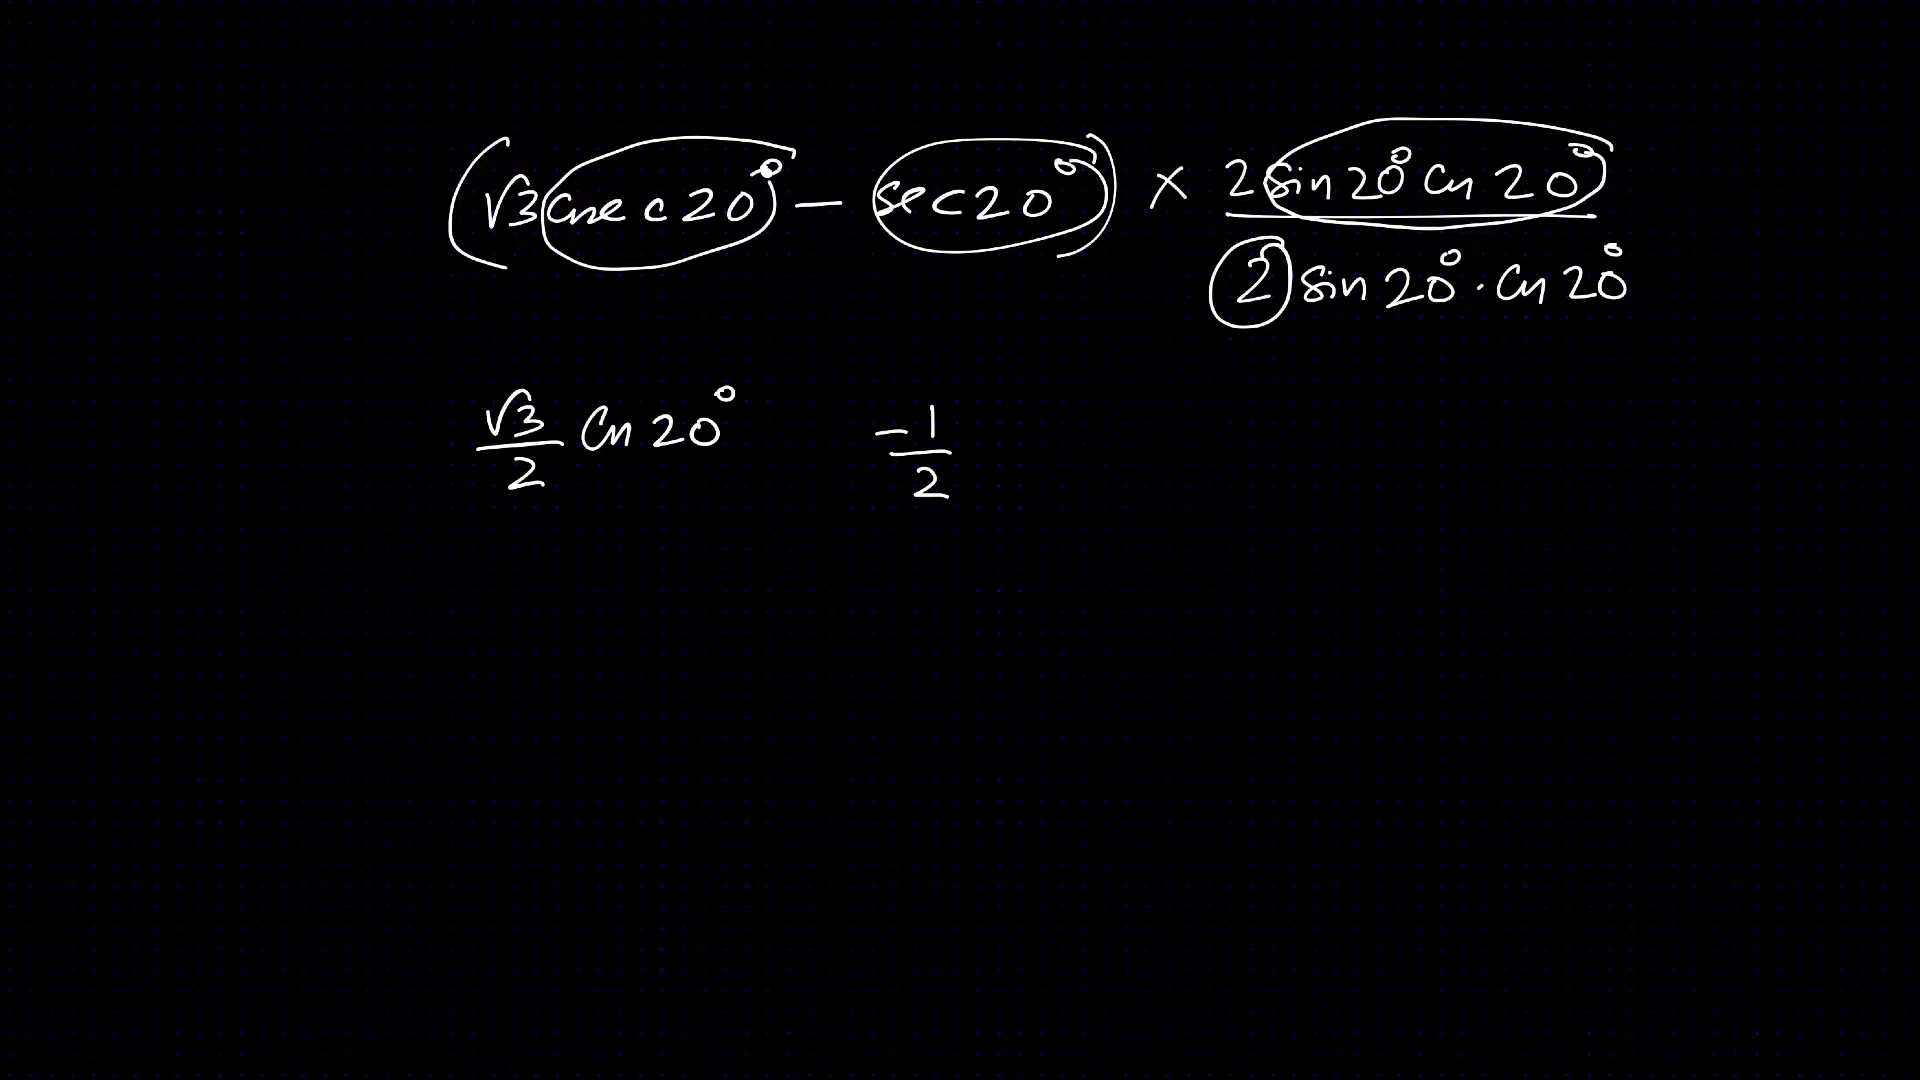 (√3 cosec 20° − sec 20°) × 2 sin 20° cos 20° / 2 sin 20° · cos 20°
√3/2 cos 20° −1/2